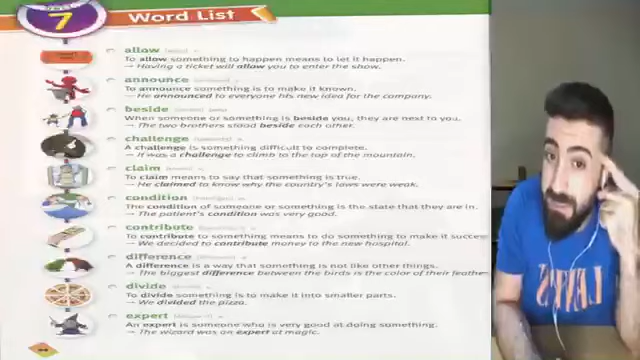 7 Word List
allow
To allow something to happen means to let it happen.
→ Having a ticket will allow you to enter the show.
announce
To announce something is to make it known.
→ He announced to everyone his new idea for the company.
beside
When someone or something is beside you, they are next to you.
→ The two brothers stood beside each other.
challenge
A challenge is something difficult to complete.
→ It was a challenge to climb to the top of the mountain.
claim
To claim means to say that something is true.
→ He claimed to know why the country's laws were weak.
condition
The condition of someone or something is the state that they are in.
→ The patient's condition was very good.
contribute
To contribute to something means to do something to make it succes
→ We decided to contribute money to the new hospital.
difference
A difference is a way that something is not like other things.
→ The biggest difference between the birds is the color of their feather
divide
To divide something is to make it into smaller parts.
→ We divided the pizza.
expert
An expert is someone who is very good at doing something.
→ The wizard was an expert at magic.